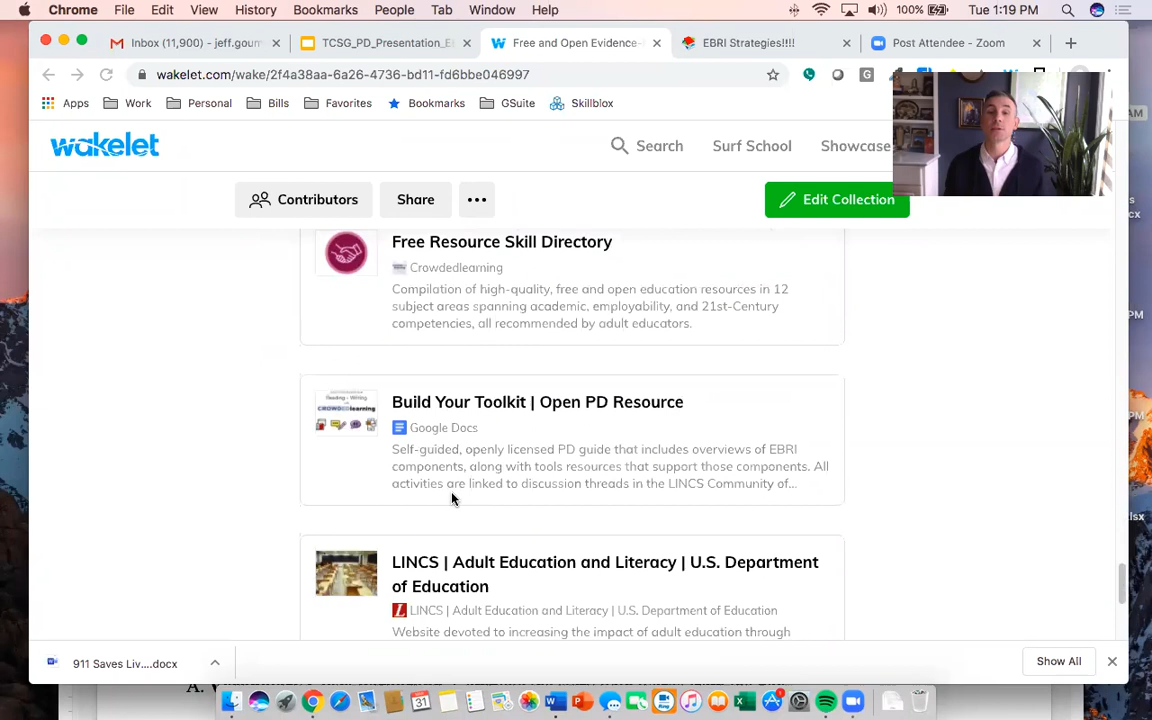 Chrome File Edit View History Bookmarks People Tab Window Help 100% Tue 1:19 PM
Inbox (11,900) - jeff.goum × TCSG_PD_Presentation_E × Free and Open Evidence- × EBRI Strategies!!!! × Post Attendee - Zoom × +
wakelet.com/wake/2f4a38aa-6a26-4736-bd11-fd6bbe046997
Apps Work Personal Bills Favorites Bookmarks GSuite Skillblox
AM
wakelet Search Surf School Showcase
Contributors Share ••• Edit Collection
Free Resource Skill Directory
Crowdedlearning
Compilation of high-quality, free and open education resources in 12
subject areas spanning academic, employability, and 21st-Century
competencies, all recommended by adult educators.
PM
Build Your Toolkit | Open PD Resource
Google Docs
Self-guided, openly licensed PD guide that includes overviews of EBRI
components, along with tools resources that support those components. All
activities are linked to discussion threads in the LINCS Community of...
PM
LINCS | Adult Education and Literacy | U.S. Department
of Education
LINCS | Adult Education and Literacy | U.S. Department of Education
Website devoted to increasing the impact of adult education through
911 Saves Liv....docx Show All